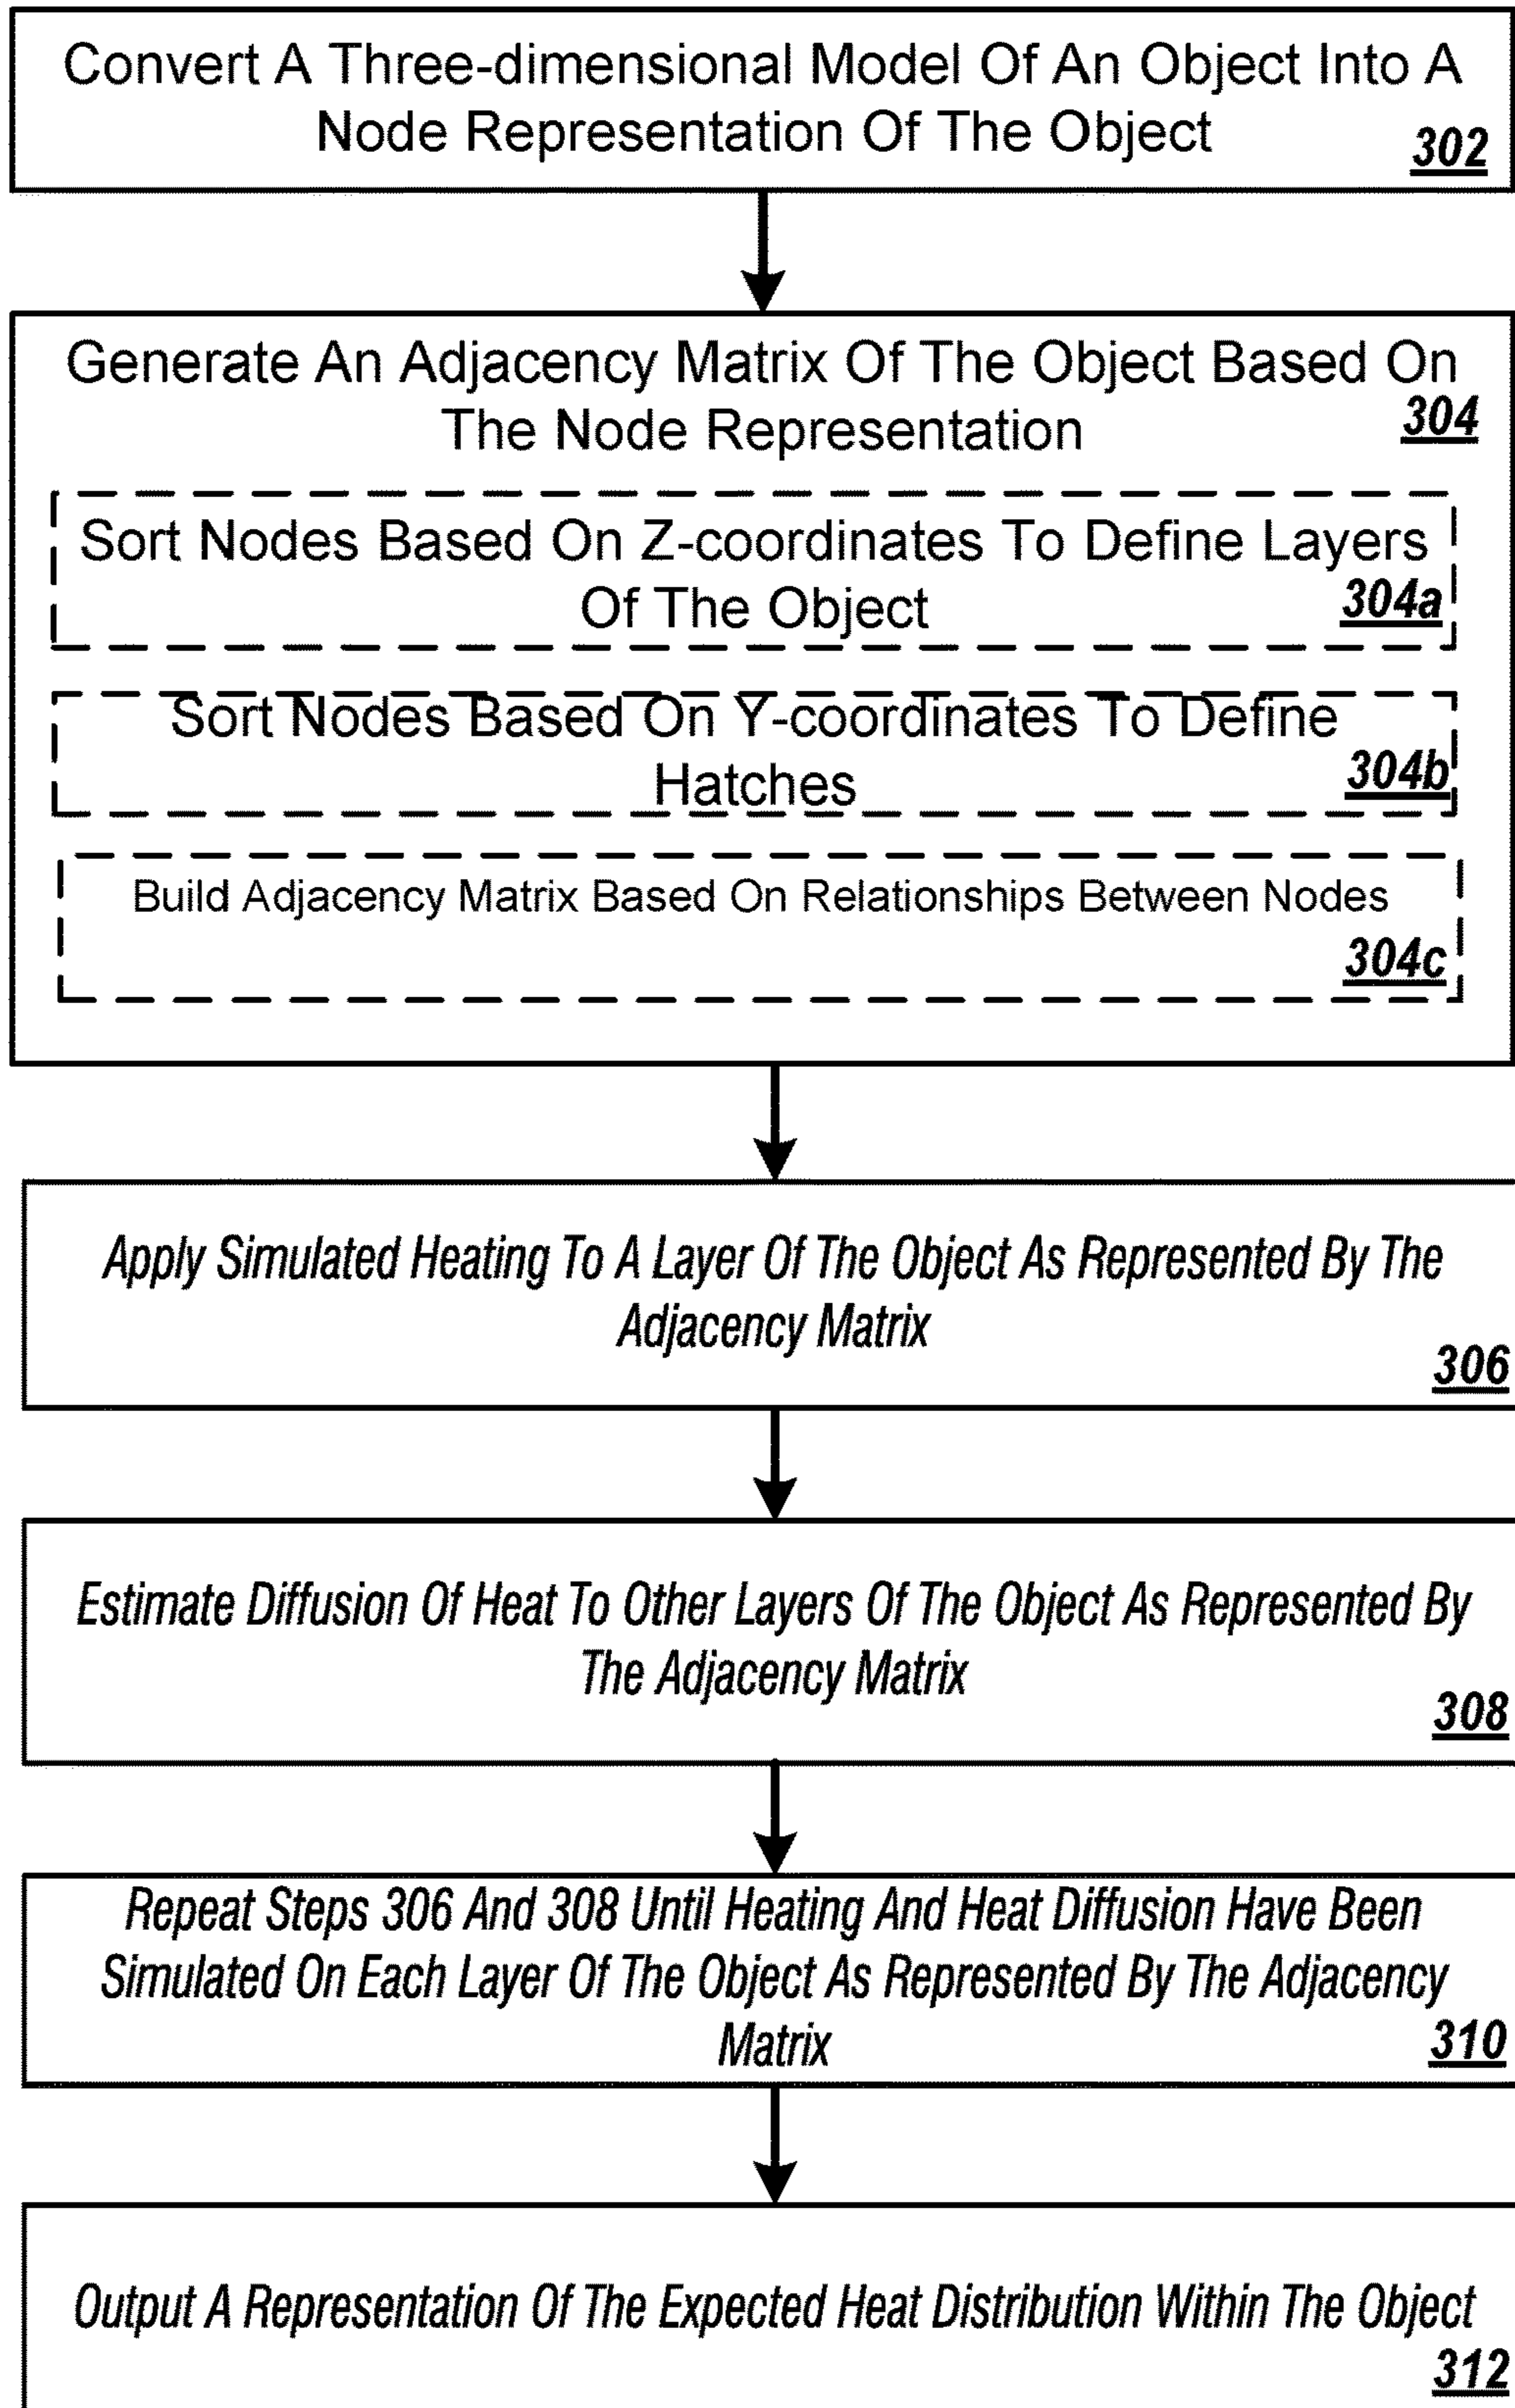 Convert A Three-dimensional Model Of An Object Into A
Node Representation Of The Object
302
Generate An Adjacency Matrix Of The Object Based On
The Node Representation
304
Sort Nodes Based On Z-coordinates To Define Layers
Of The Object
304a
Sort Nodes Based On Y-coordinates To Define
Hatches
304b
Build Adjacency Matrix Based On Relationships Between Nodes
304c
Apply Simulated Heating To A Layer Of The Object As Represented By The
Adjacency Matrix
306
Estimate Diffusion Of Heat To Other Layers Of The Object As Represented By
The Adjacency Matrix
308
Repeat Steps 306 And 308 Until Heating And Heat Diffusion Have Been
Simulated On Each Layer Of The Object As Represented By The Adjacency
Matrix
310
Output A Representation Of The Expected Heat Distribution Within The Object
312